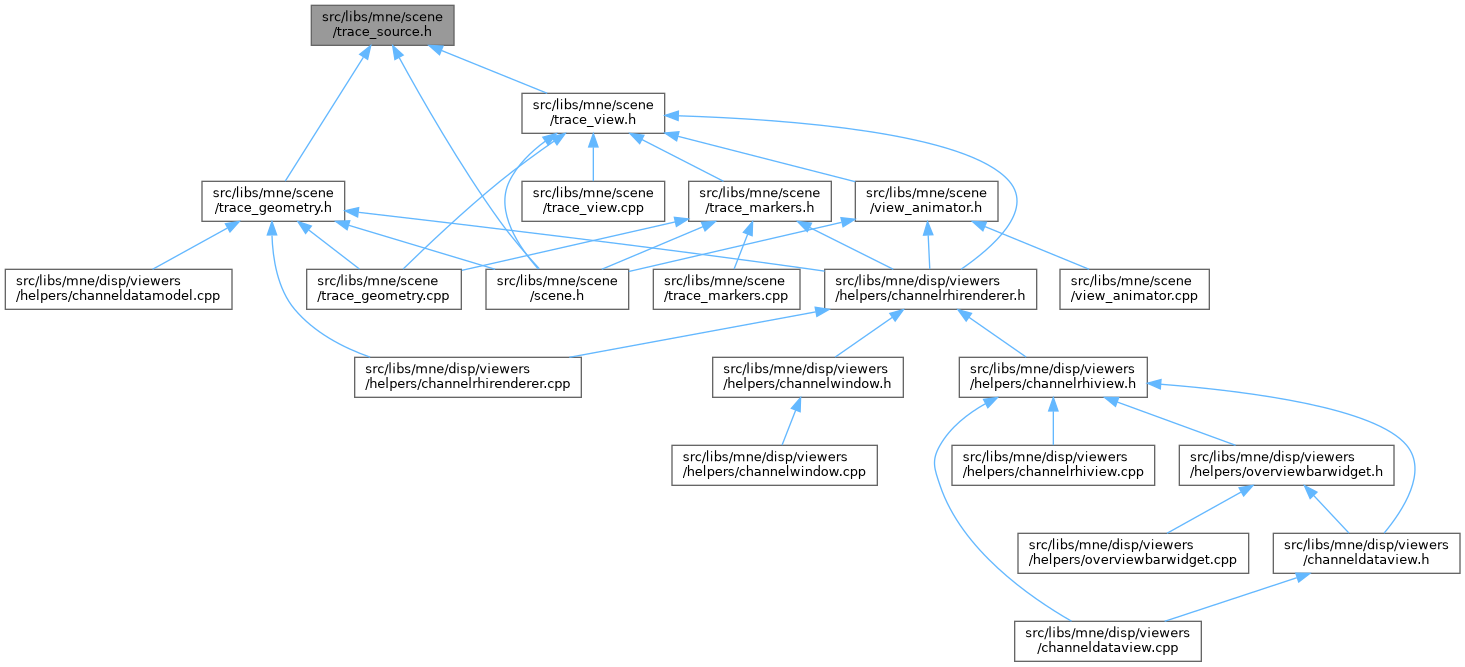 src/libs/mne/scene
/trace_source.h
src/libs/mne/scene
/trace_view.h
src/libs/mne/scene
/trace_geometry.h
src/libs/mne/scene
/trace_view.cpp
src/libs/mne/scene
/trace_markers.h
src/libs/mne/scene
/view_animator.h
src/libs/mne/disp/viewers
/helpers/channeldatamodel.cpp
src/libs/mne/scene
/trace_geometry.cpp
src/libs/mne/scene
/scene.h
src/libs/mne/scene
/trace_markers.cpp
src/libs/mne/disp/viewers
/helpers/channelrhirenderer.h
src/libs/mne/scene
/view_animator.cpp
src/libs/mne/disp/viewers
/helpers/channelrhirenderer.cpp
src/libs/mne/disp/viewers
/helpers/channelwindow.h
src/libs/mne/disp/viewers
/helpers/channelrhiview.h
src/libs/mne/disp/viewers
/helpers/channelwindow.cpp
src/libs/mne/disp/viewers
/helpers/channelrhiview.cpp
src/libs/mne/disp/viewers
/helpers/overviewbarwidget.h
src/libs/mne/disp/viewers
/helpers/overviewbarwidget.cpp
src/libs/mne/disp/viewers
/channeldataview.h
src/libs/mne/disp/viewers
/channeldataview.cpp